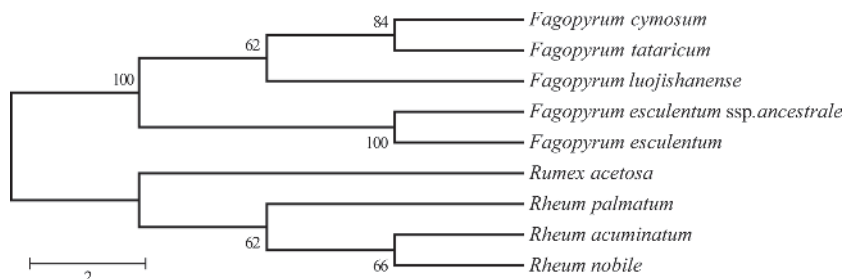 Fagopyrum cymosum
84
Fagopyrum tataricum
62
Fagopyrum luojishanense
100
Fagopyrum esculentum ssp.ancestrale
100
Fagopyrum esculentum
Rumex acetosa
Rheum palmatum
62
Rheum acuminatum
66
Rheum nobile